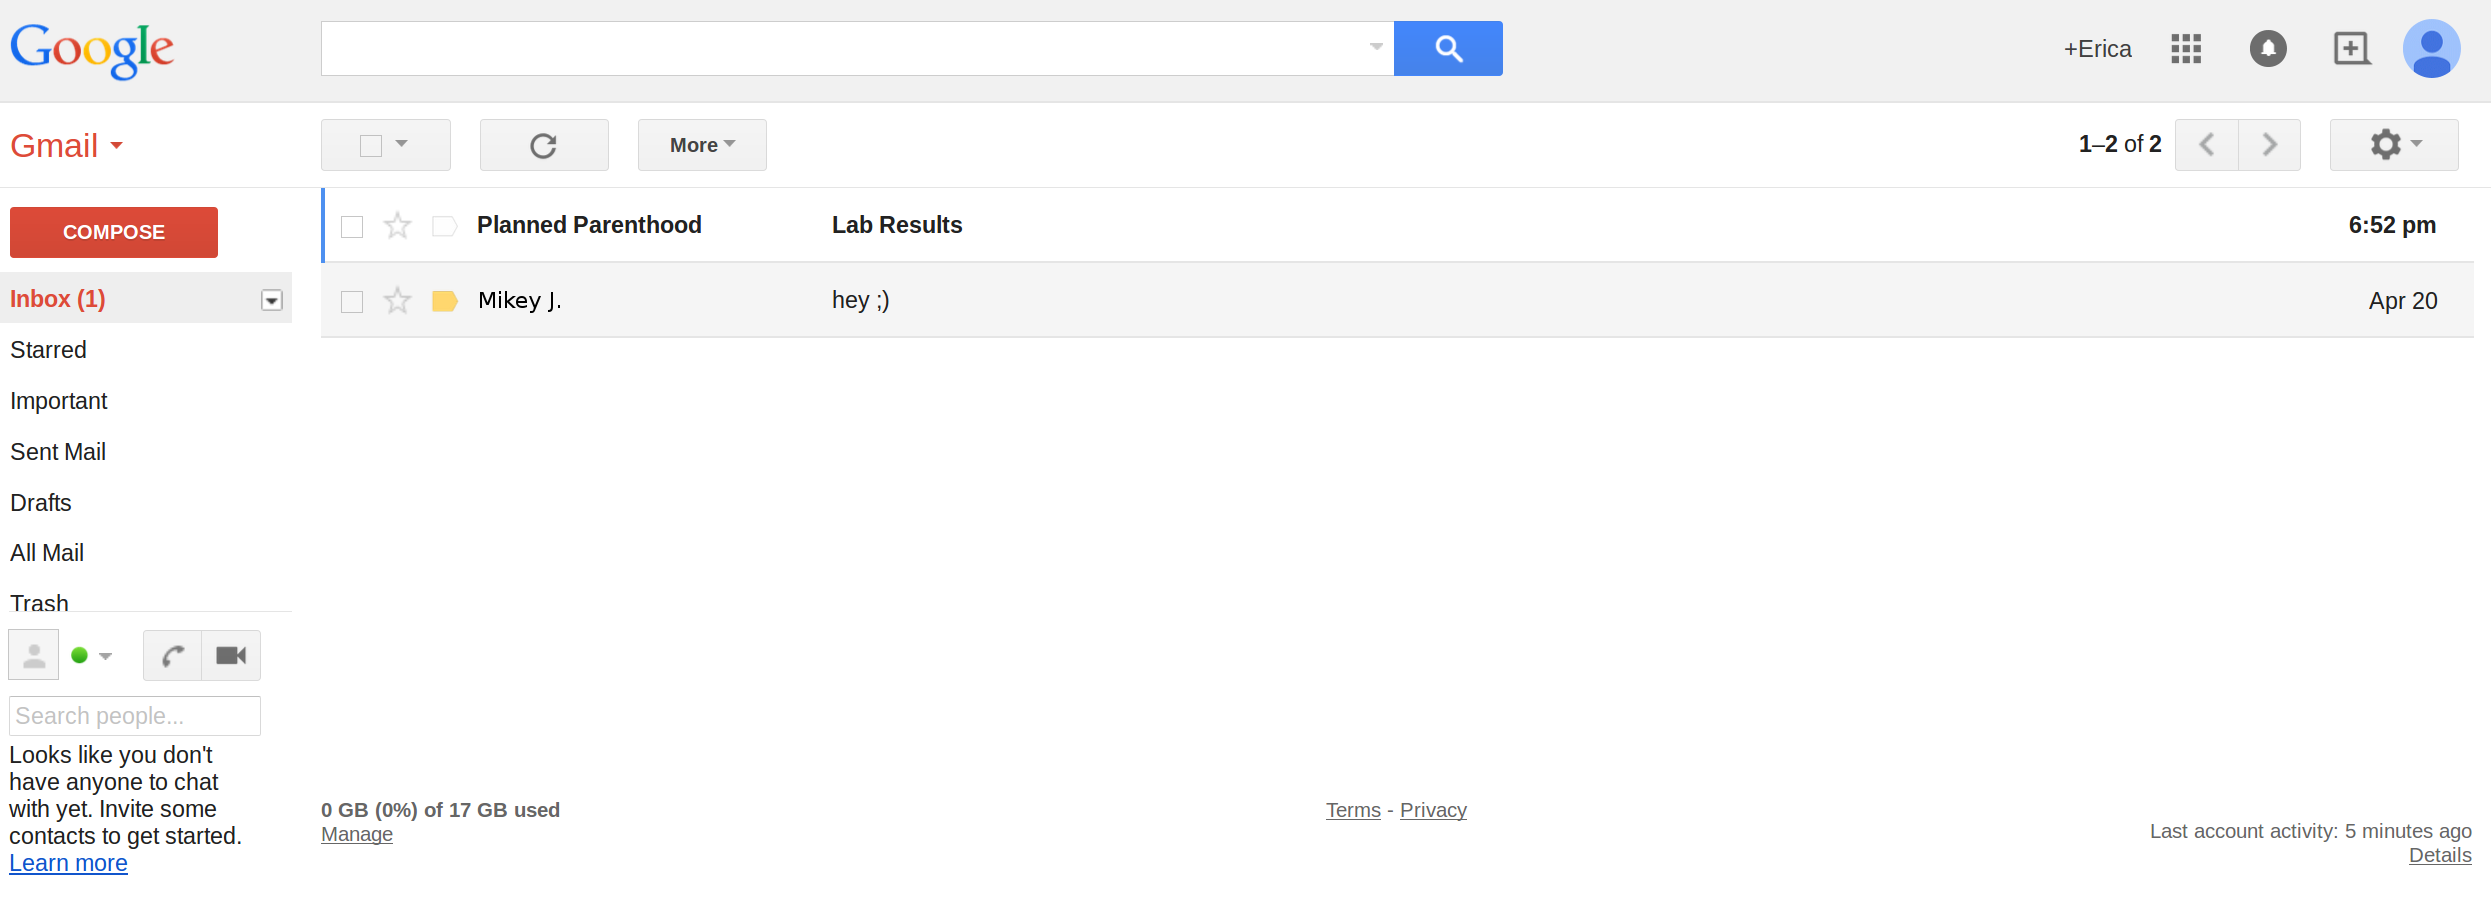 Google
+Erica
Gmail
More
1–2 of 2
COMPOSE
Planned Parenthood Lab Results 6:52 pm
Inbox (1)
Mikey J. hey ;) Apr 20
Starred
Important
Sent Mail
Drafts
All Mail
Trash
Search people...
Looks like you don't
have anyone to chat
with yet. Invite some
contacts to get started.
Learn more
0 GB (0%) of 17 GB used
Manage
Terms - Privacy
Last account activity: 5 minutes ago
Details